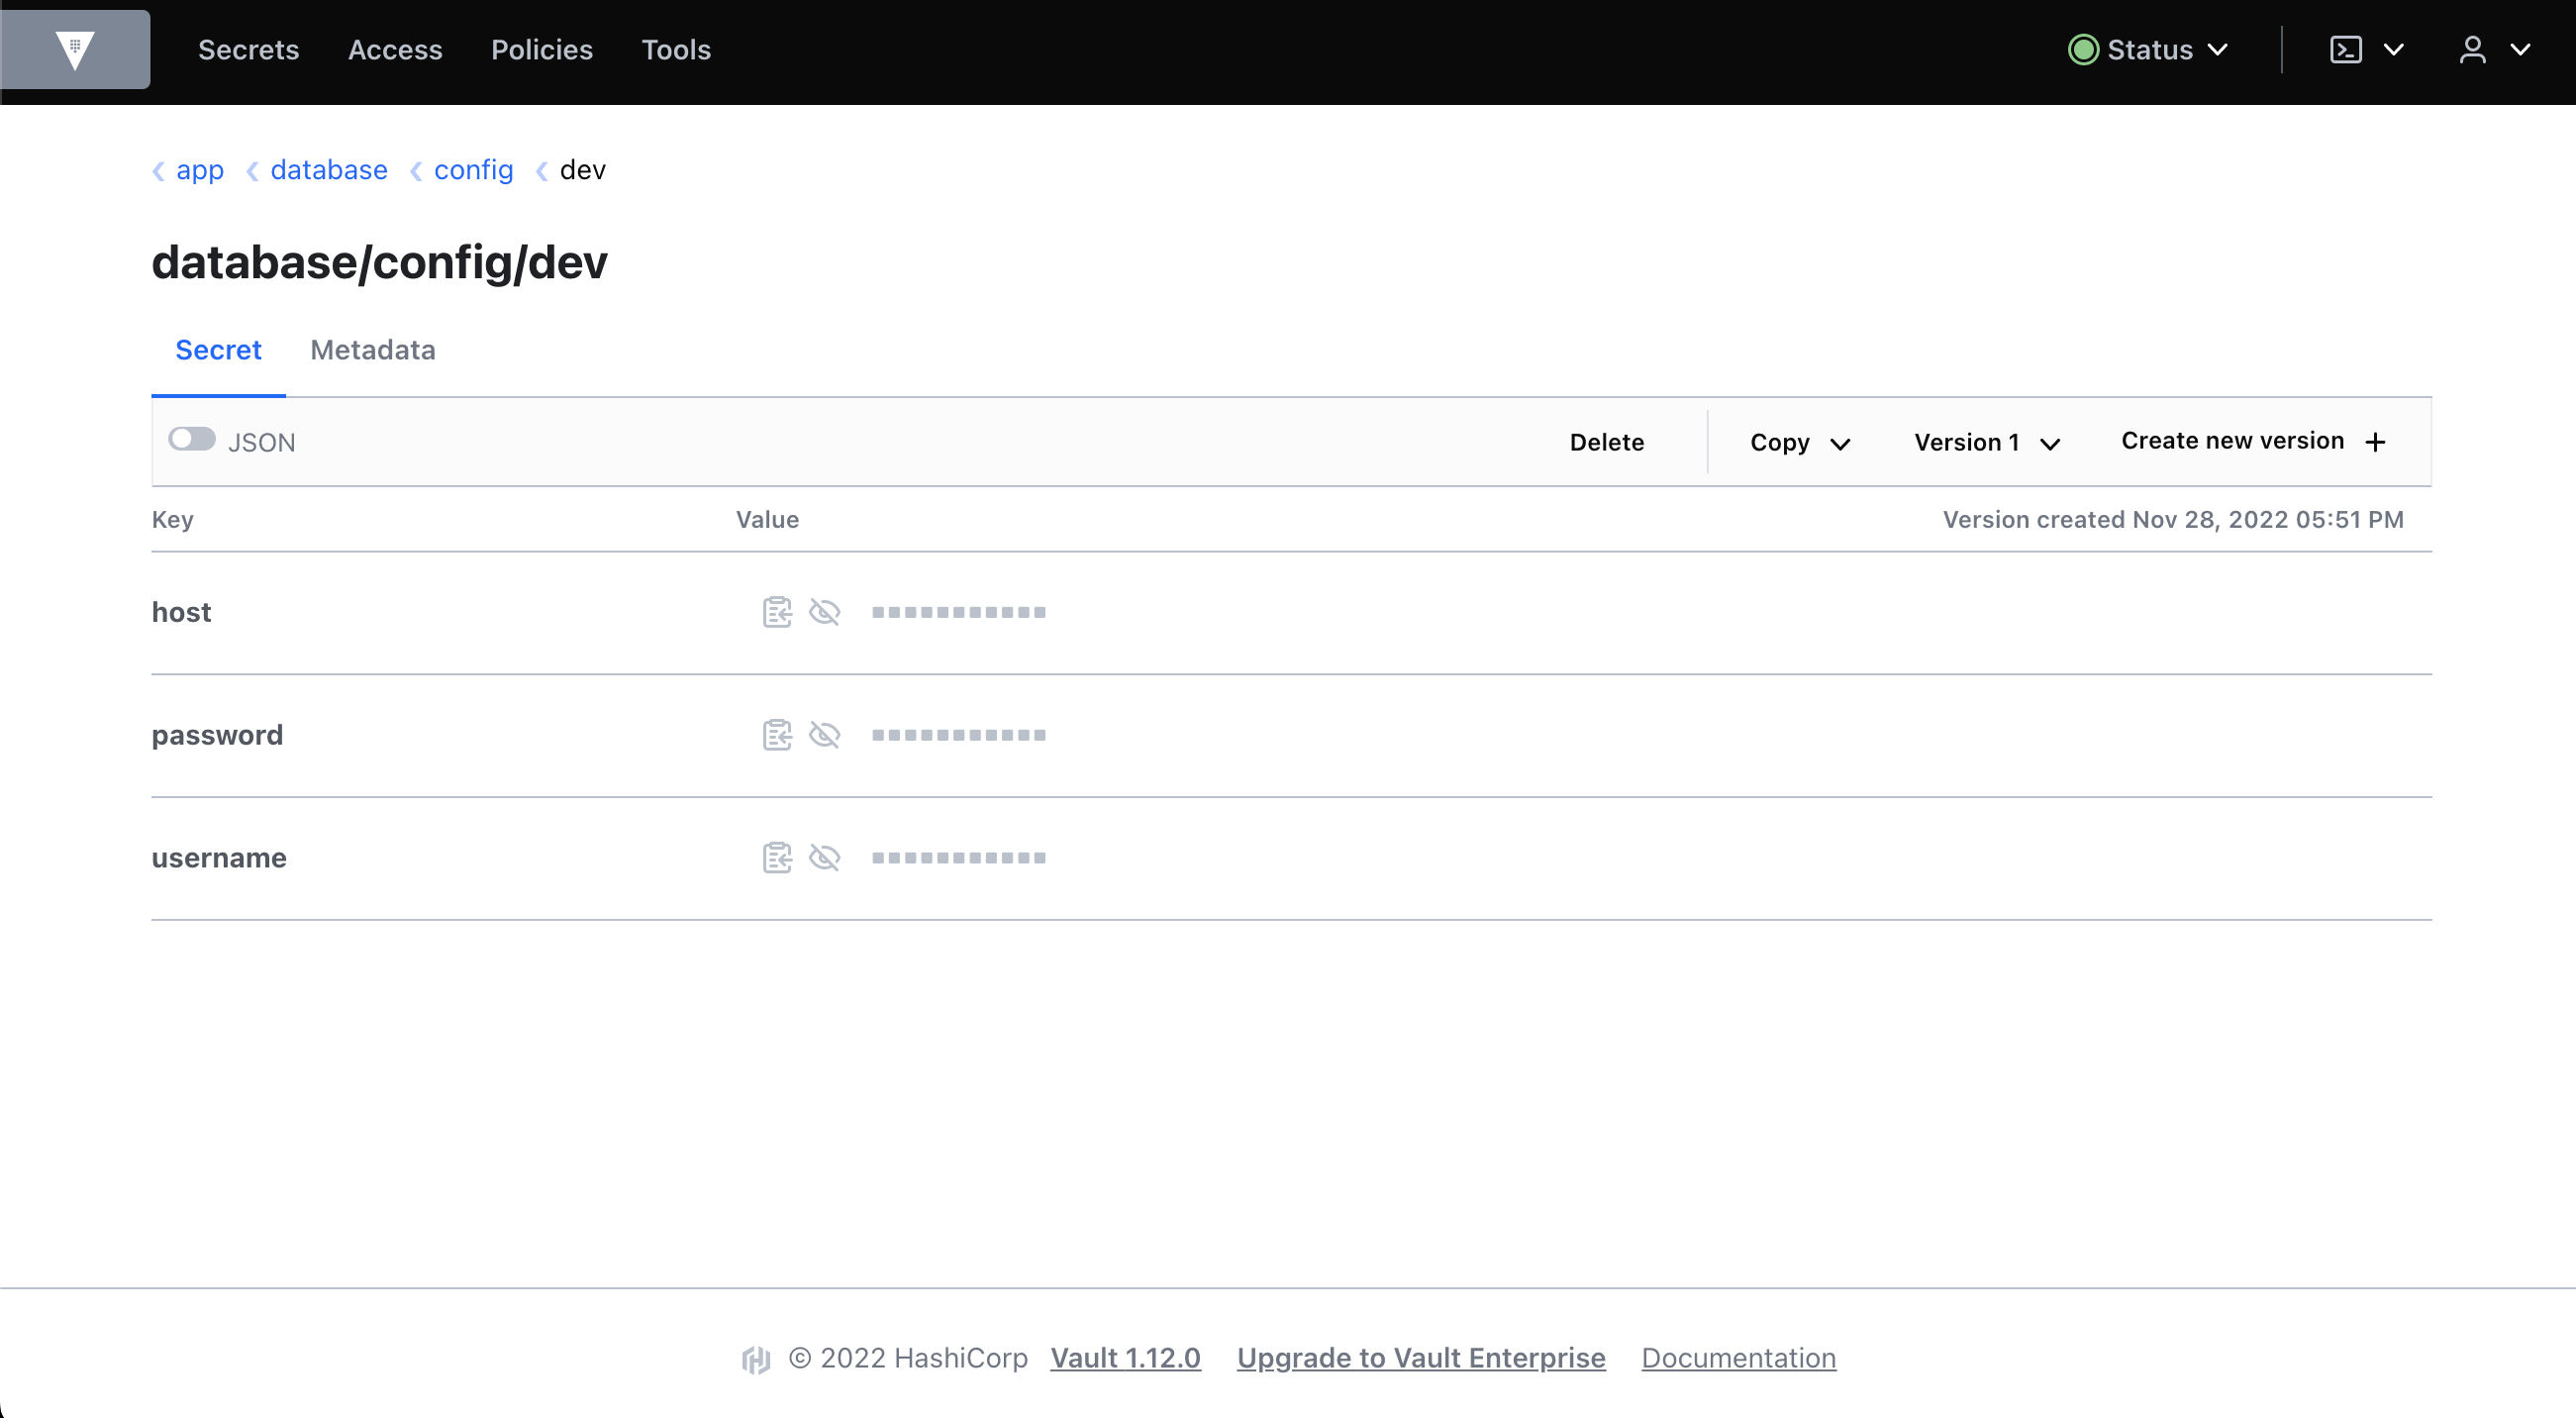 Secrets Access Policies Tools Status
app database config dev
database/config/dev
Secret Metadata
JSON Delete Copy Version 1 Create new version +
Key Value Version created Nov 28, 2022 05:51 PM
host
password
username
© 2022 HashiCorp Vault 1.12.0 Upgrade to Vault Enterprise Documentation